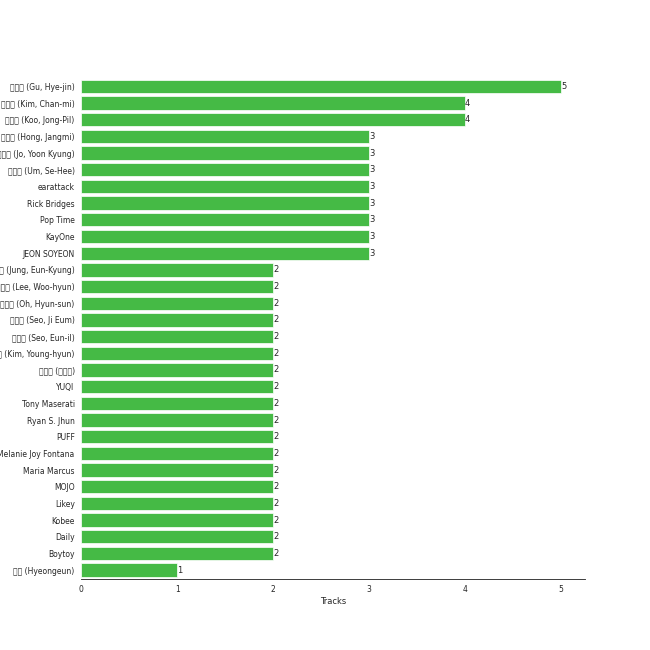 (Gu, Hye-jin) 5
(Kim, Chan-mi) 4
(Koo, Jong-Pil) 4
(Hong, Jangmi) 3
(Jo, Yoon Kyung) 3
(Um, Se-Hee) 3
earattack 3
Rick Bridges 3
Pop Time 3
KayOne 3
JEON SOYEON 3
(Jung, Eun-Kyung) 2
(Lee, Woo-hyun) 2
(Oh, Hyun-sun) 2
(Seo, Ji Eum) 2
(Seo, Eun-il) 2
(Kim, Young-hyun) 2
2
YUQI 2
Tony Maserati 2
Ryan S. Jhun 2
PUFF 2
Melanie Joy Fontana 2
Maria Marcus 2
MOJO 2
Likey 2
Kobee 2
Daily 2
Boytoy 2
(Hyeongeun) 1
0 1 2 3 4 5
Tracks